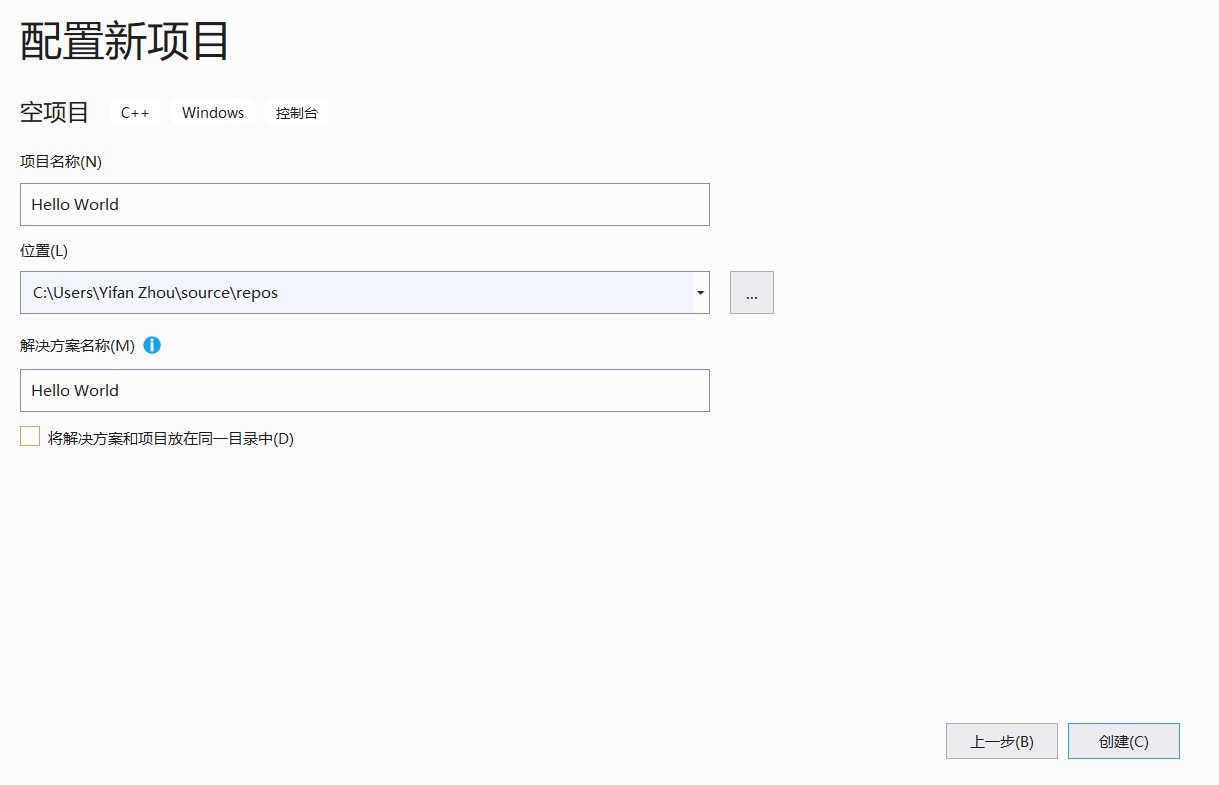 配置新项目
空项目 C++ Windows 控制台
项目名称(N)
Hello World
位置(L)
C:\Users\Yifan Zhou\source\repos
...
解决方案名称(M)
Hello World
将解决方案和项目放在同一目录中(D)
上一步(B) 创建(C)